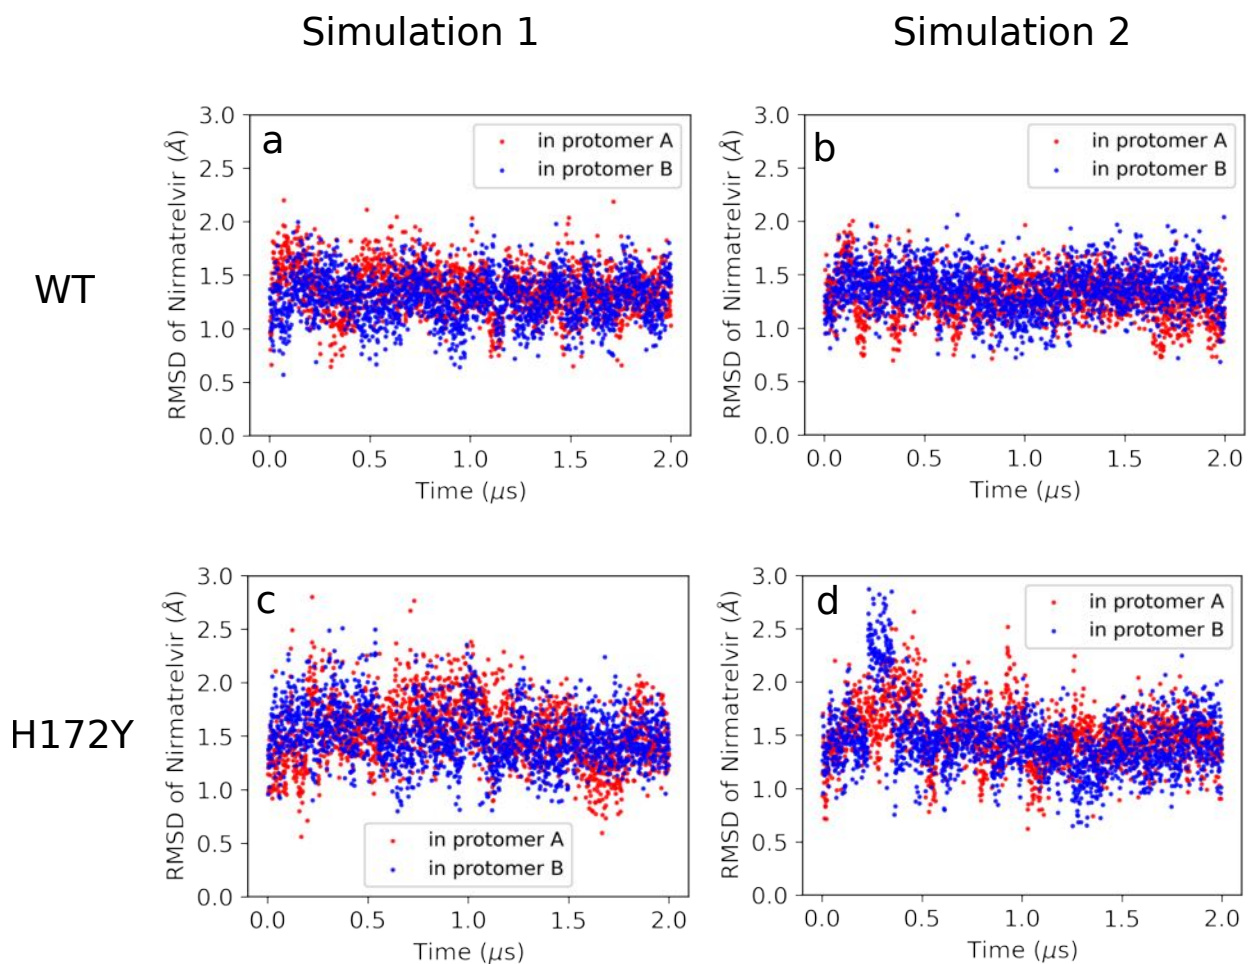 Simulation 1
Simulation 2
WT
a
in protomer A
in protomer B
RMSD of Nirmatrelvir (Å)
3.0
2.5
2.0
1.5
1.0
0.5
0.0
0.0 0.5 1.0 1.5 2.0
Time (μs)
b
in protomer A
in protomer B
RMSD of Nirmatrelvir (Å)
3.0
2.5
2.0
1.5
1.0
0.5
0.0
0.0 0.5 1.0 1.5 2.0
Time (μs)
H172Y
c
in protomer A
in protomer B
RMSD of Nirmatrelvir (Å)
3.0
2.5
2.0
1.5
1.0
0.5
0.0
0.0 0.5 1.0 1.5 2.0
Time (μs)
d
in protomer A
in protomer B
RMSD of Nirmatrelvir (Å)
3.0
2.5
2.0
1.5
1.0
0.5
0.0
0.0 0.5 1.0 1.5 2.0
Time (μs)